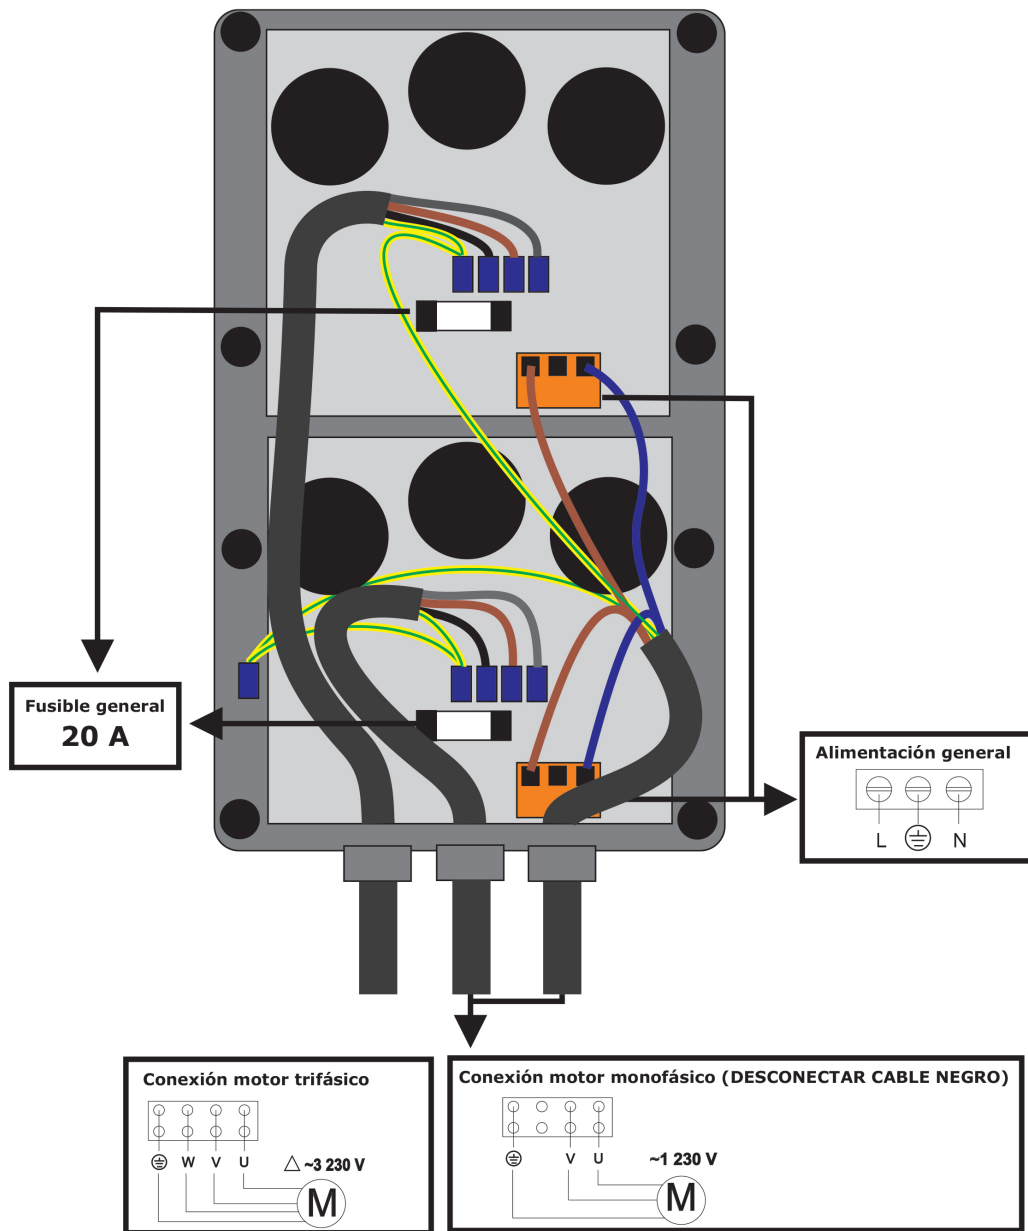 Fusible general
20 A
Alimentación general
L ⏚ N
Conexión motor trifásico
⏚ W V U △ ~3 230 V
M
Conexión motor monofásico (DESCONECTAR CABLE NEGRO)
⏚ V U ~1 230 V
M